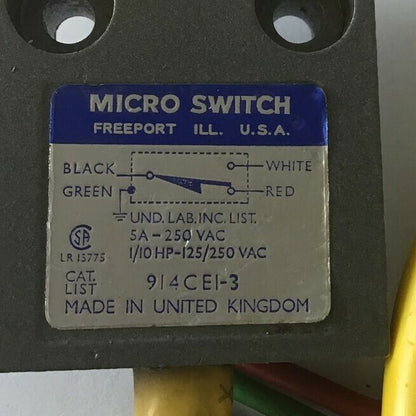 MICRO SWITCH
FREEPORT ILL. U.S.A.
BLACK WHITE
GREEN RED
UND. LAB. INC. LIST.
5A-250 VAC
SA
LR 15775 1/10 HP-125/250 VAC
CAT. LIST 914CE1-3
MADE IN UNITED KINGDOM